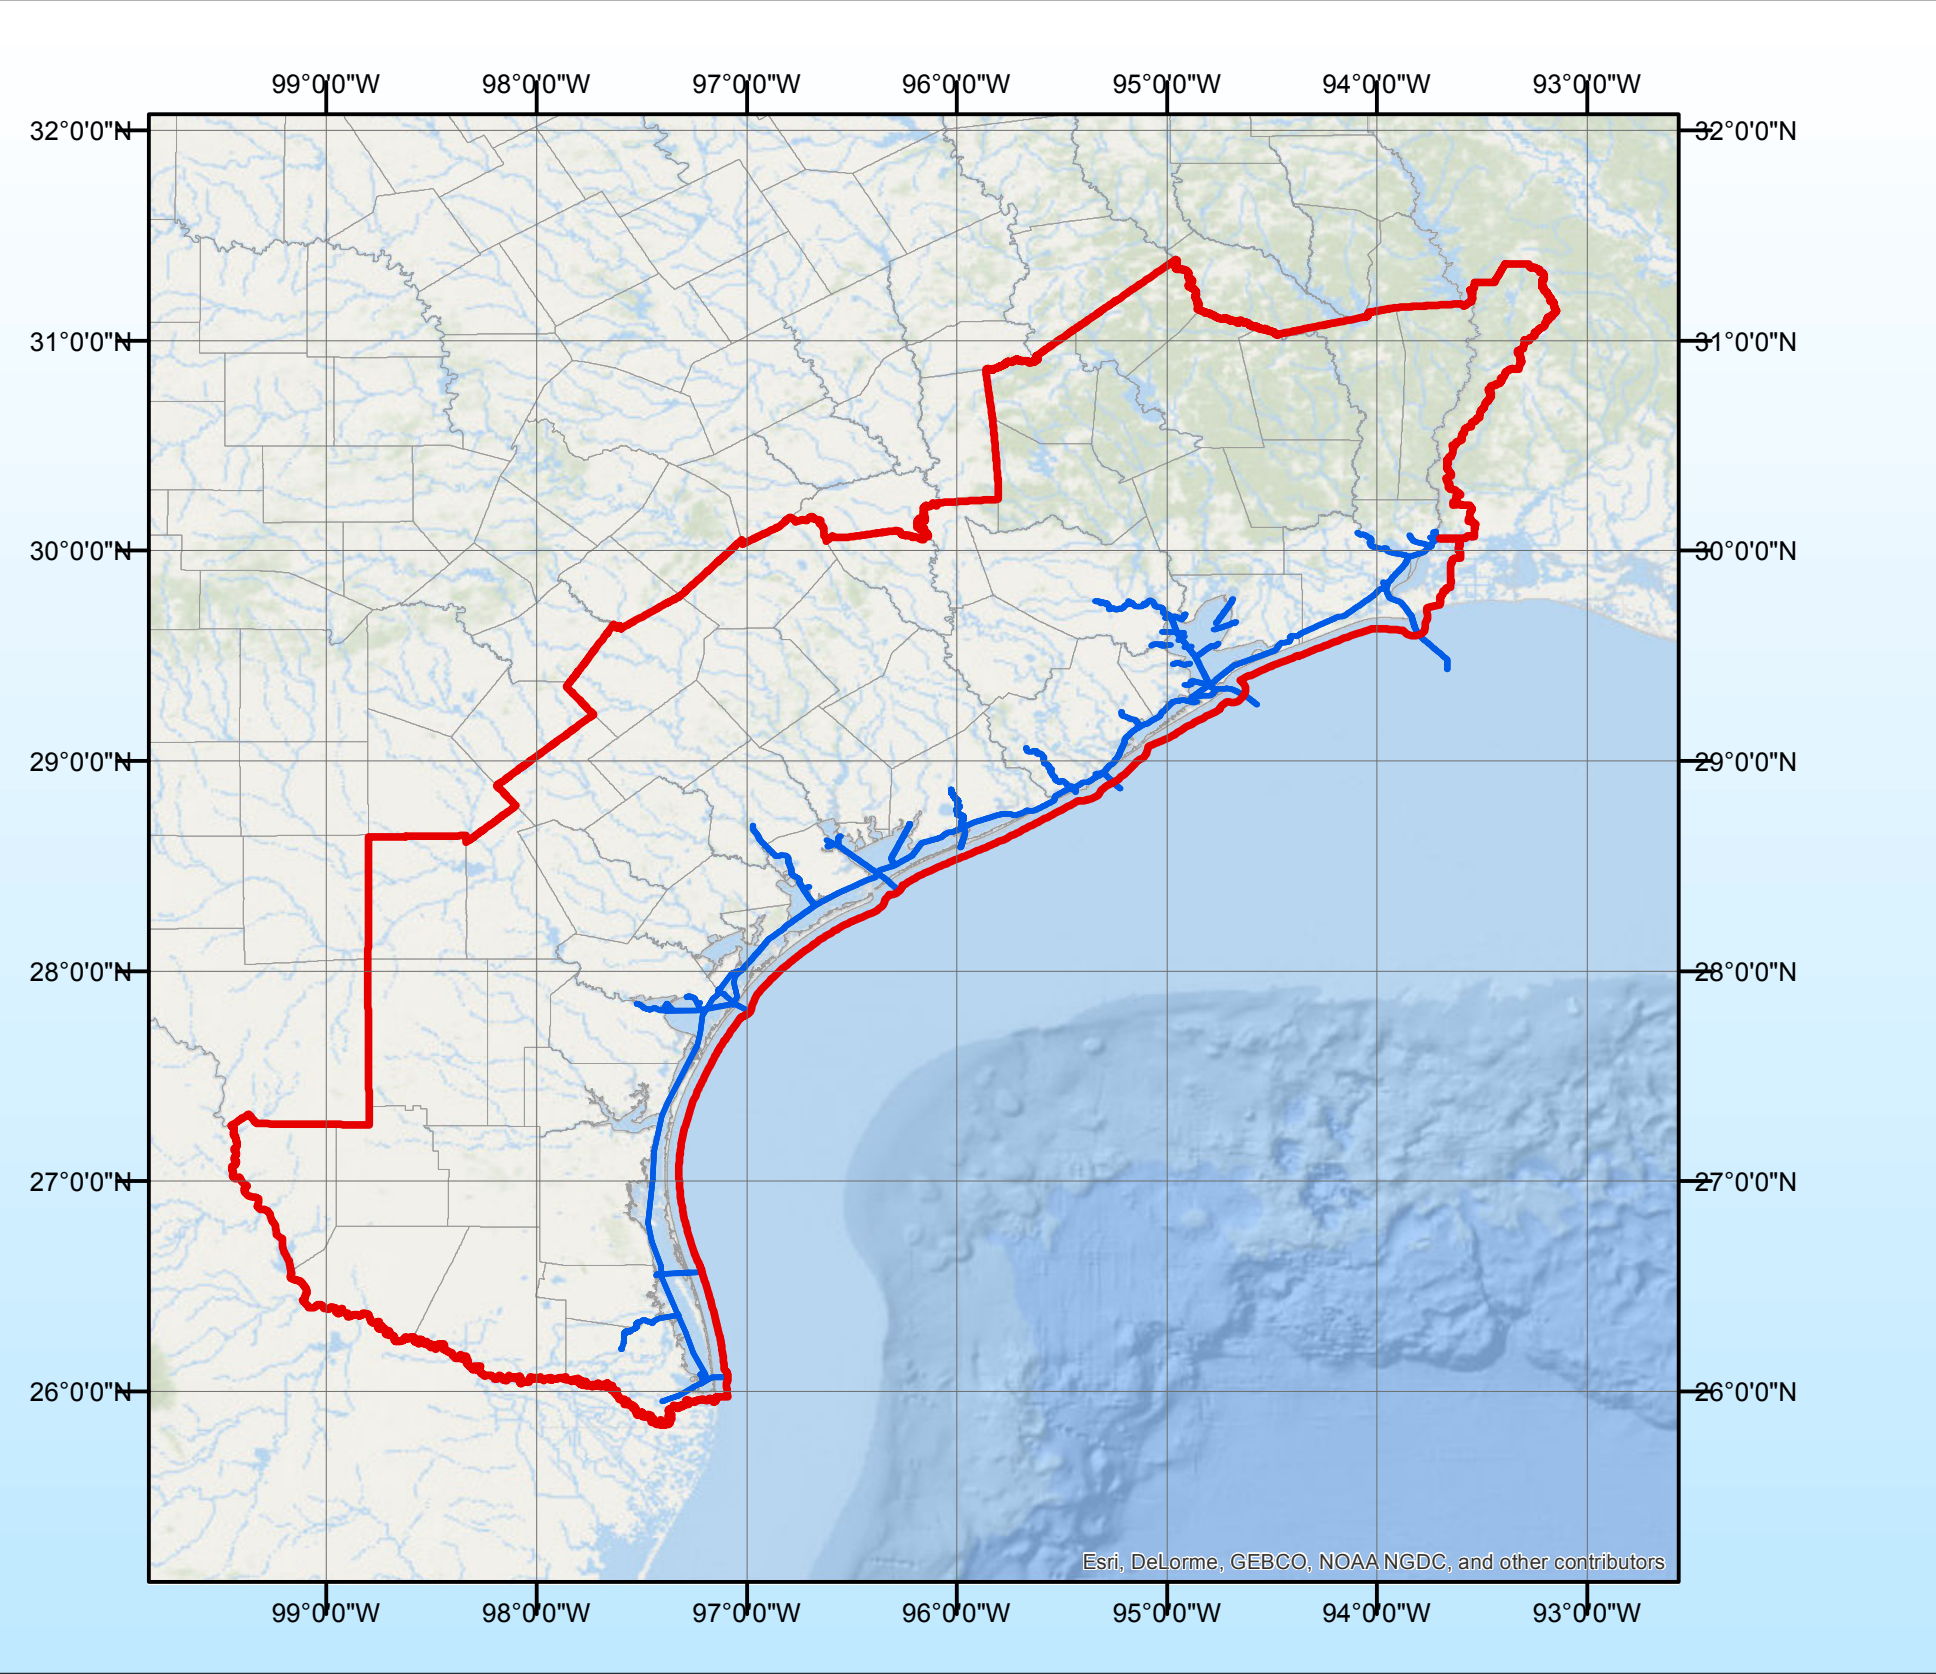 99°0'0"W 98°0'0"W 97°0'0"W 96°0'0"W 95°0'0"W 94°0'0"W 93°0'0"W
32°0'0"N 32°0'0"N
31°0'0"N 31°0'0"N
30°0'0"N 30°0'0"N
29°0'0"N 29°0'0"N
28°0'0"N 28°0'0"N
27°0'0"N 27°0'0"N
26°0'0"N 26°0'0"N
Esri, DeLorme, GEBCO, NOAA NGDC, and other contributors
99°0'0"W 98°0'0"W 97°0'0"W 96°0'0"W 95°0'0"W 94°0'0"W 93°0'0"W